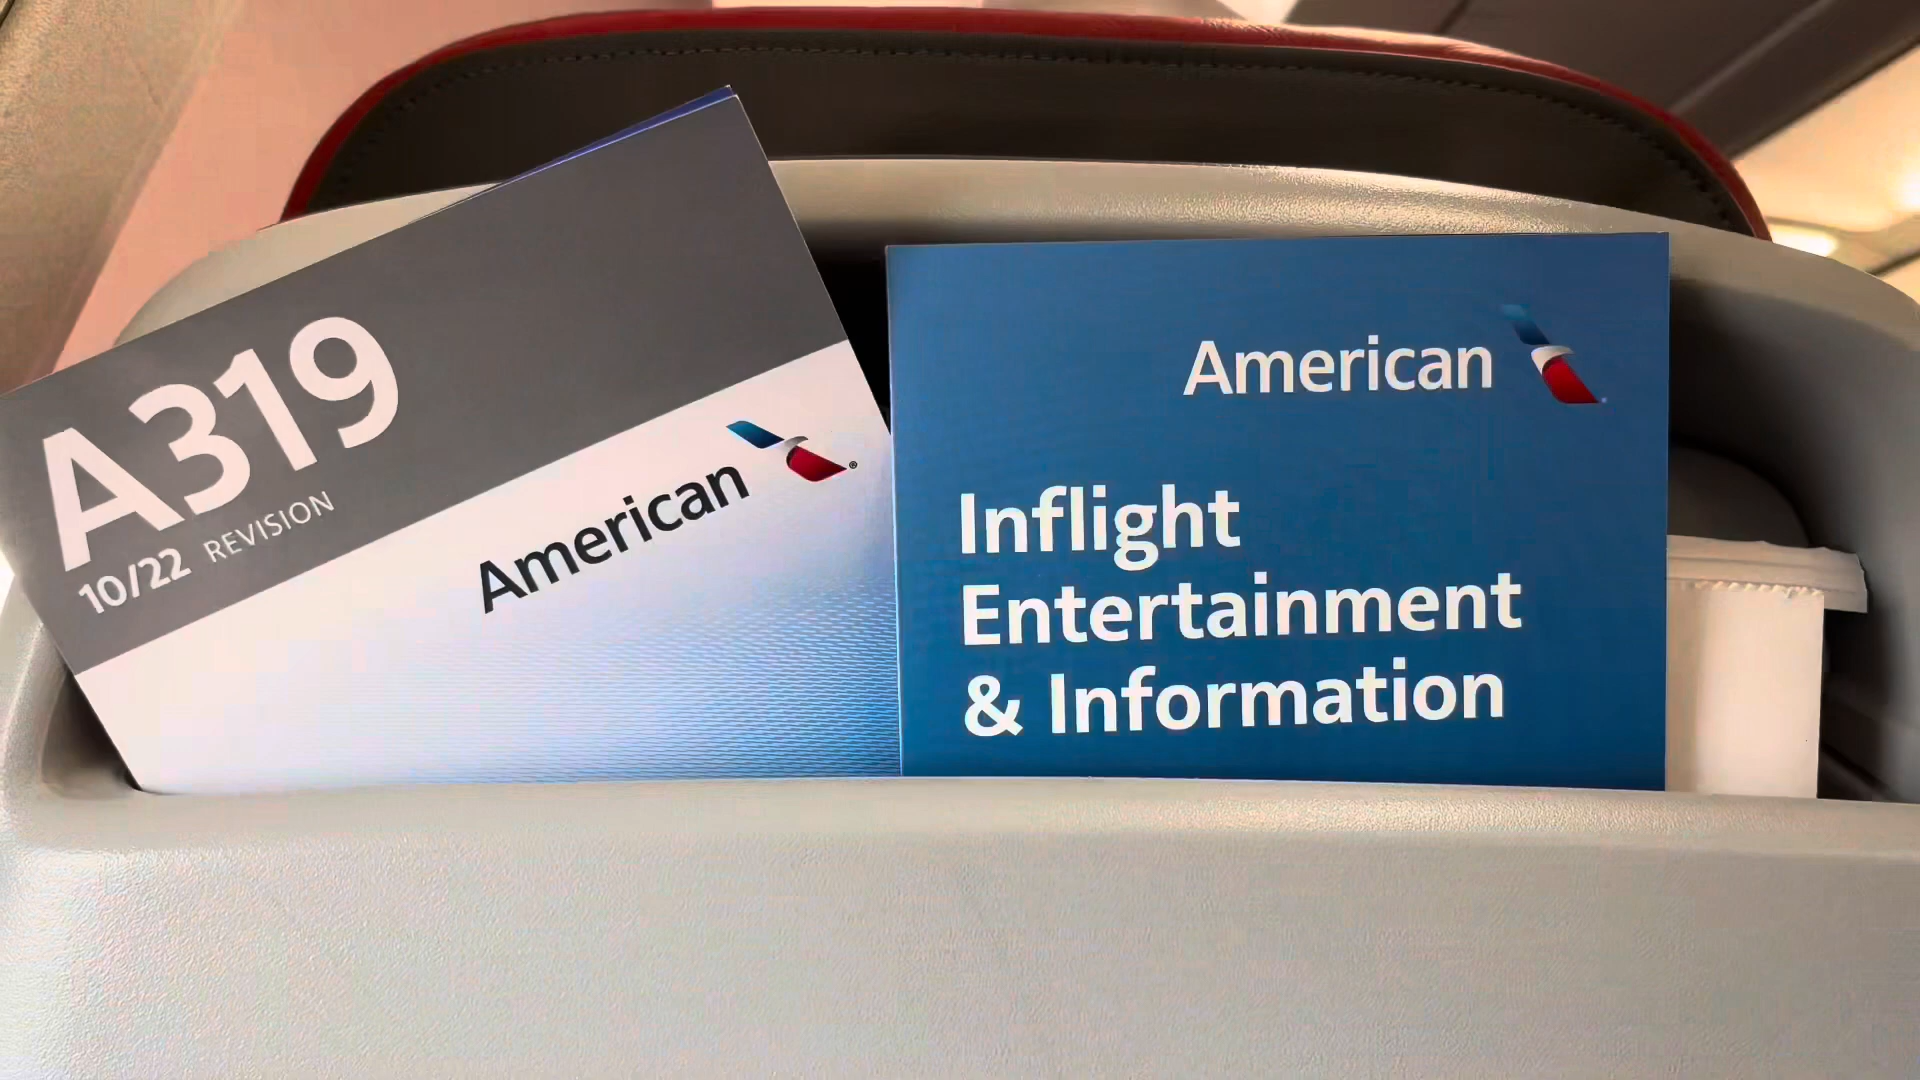 A319
10/22 REVISION
American
American
Inflight
Entertainment
& Information